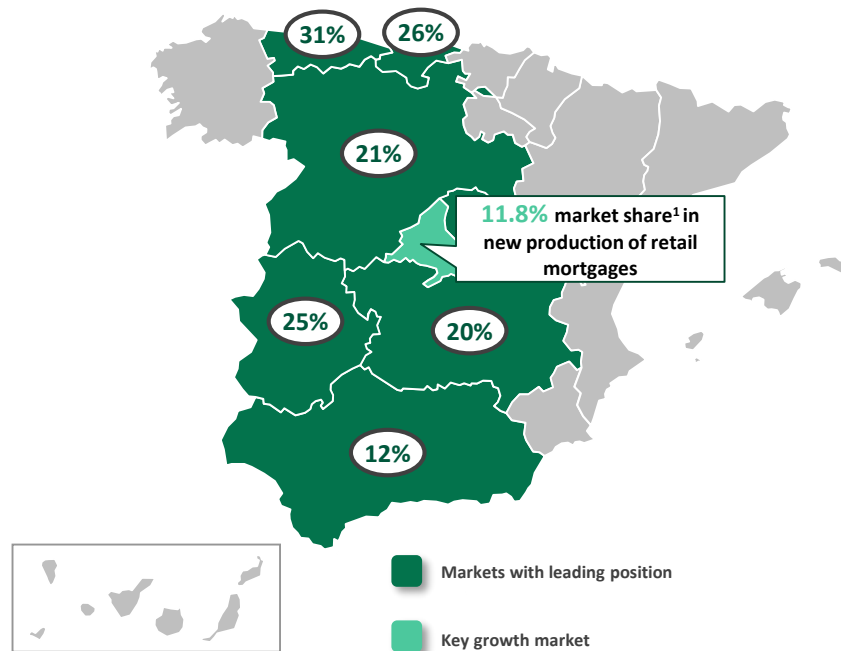 31%
26%
21%
11.8% market share1 in
new production of retail
mortgages
25%
20%
12%
Markets with leading position
Key growth market